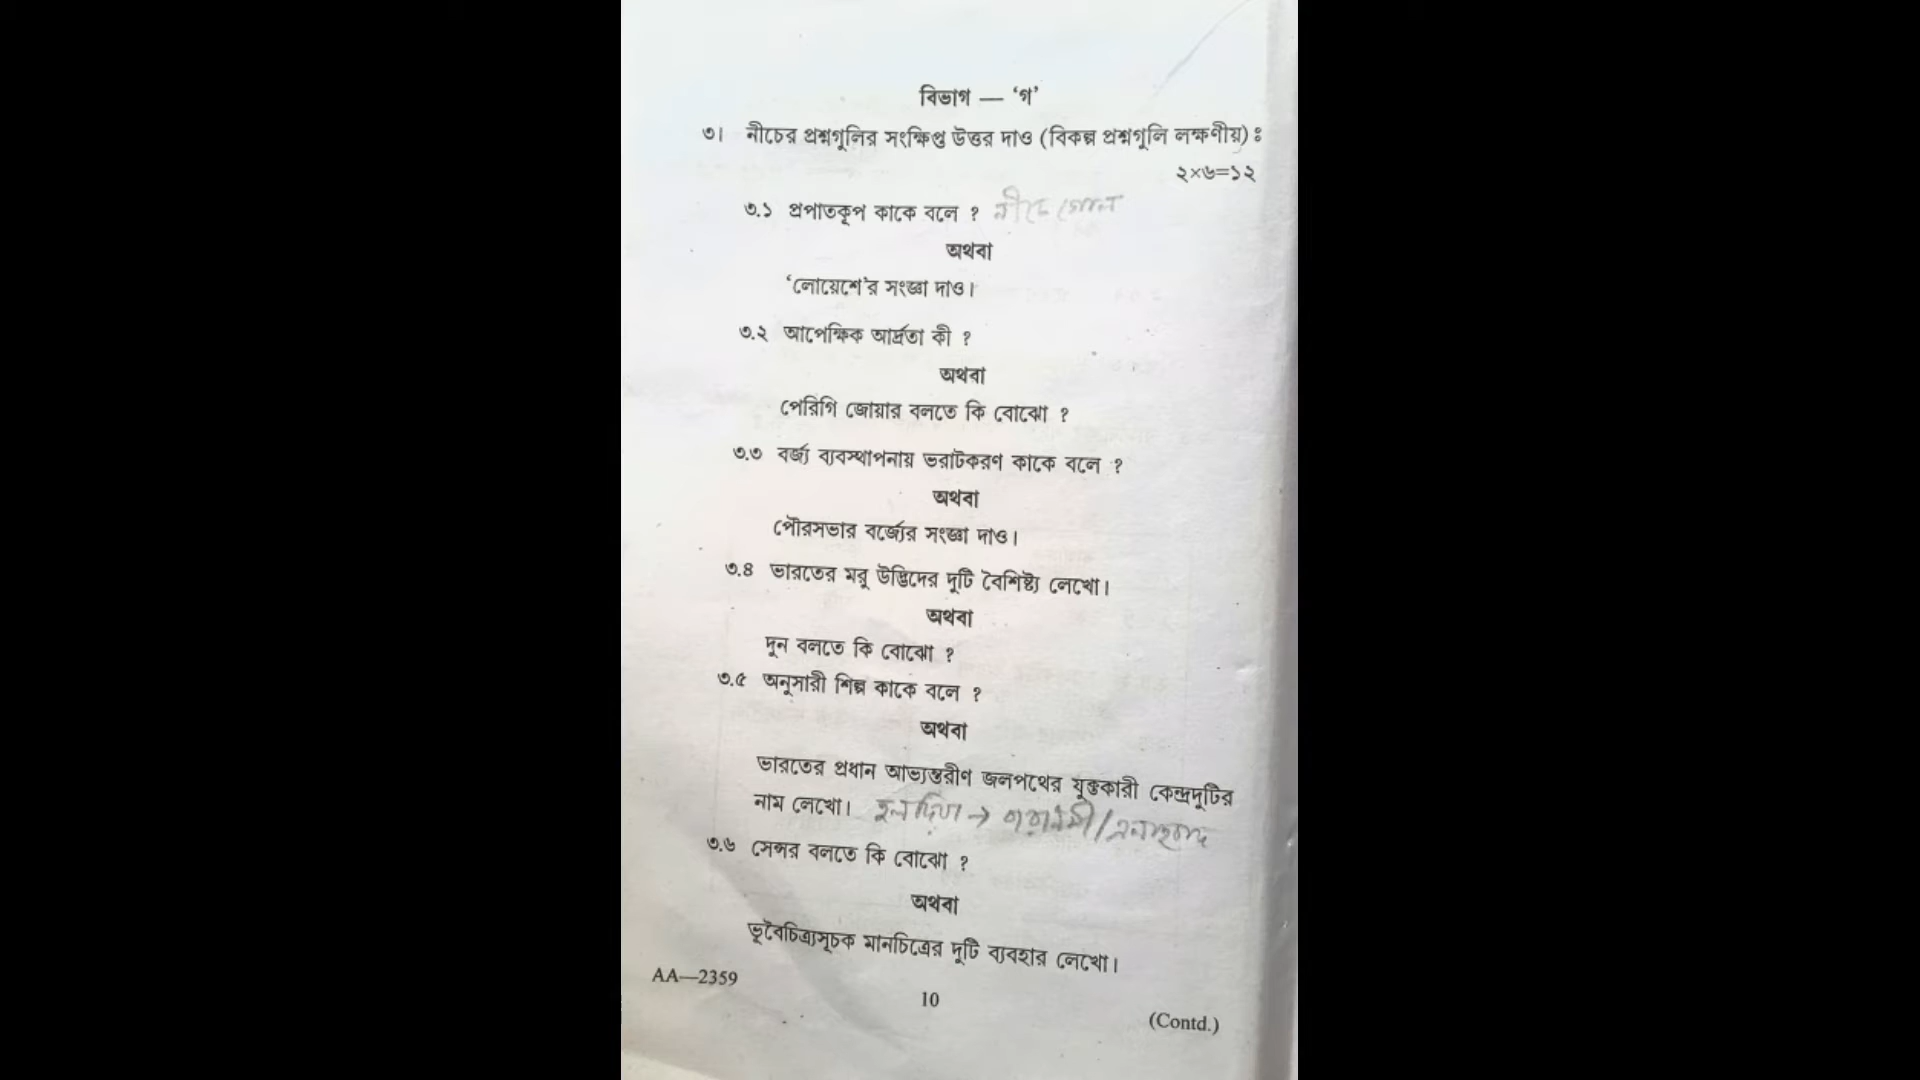 বিভাগ — ‘গ’
৩। নীচের প্রশ্নগুলির সংক্ষিপ্ত উত্তর দাও (বিকল্প প্রশ্নগুলি লক্ষণীয়) ঃ
২×৬=১২
৩.১ প্রপাতকূপ কাকে বলে ? নীচে গোল
অথবা
‘লোয়েশে’র সংজ্ঞা দাও।
৩.২ আপেক্ষিক আর্দ্রতা কী ?
অথবা
পেরিগি জোয়ার বলতে কি বোঝো ?
৩.৩ বর্জ্য ব্যবস্থাপনায় ভরাটকরণ কাকে বলে ?
অথবা
পৌরসভার বর্জ্যের সংজ্ঞা দাও।
৩.৪ ভারতের মরু উদ্ভিদের দুটি বৈশিষ্ট্য লেখো।
অথবা
দুন বলতে কি বোঝো ?
৩.৫ অনুসারী শিল্প কাকে বলে ?
অথবা
ভারতের প্রধান আভ্যন্তরীণ জলপথের যুক্তকারী কেন্দ্রদুটির
নাম লেখো। হলদিয়া → বারানসী/এলাহাবাদ
৩.৬ সেন্সর বলতে কি বোঝো ?
অথবা
ভূবৈচিত্র্যসূচক মানচিত্রের দুটি ব্যবহার লেখো।
AA—2359
10
(Contd.)